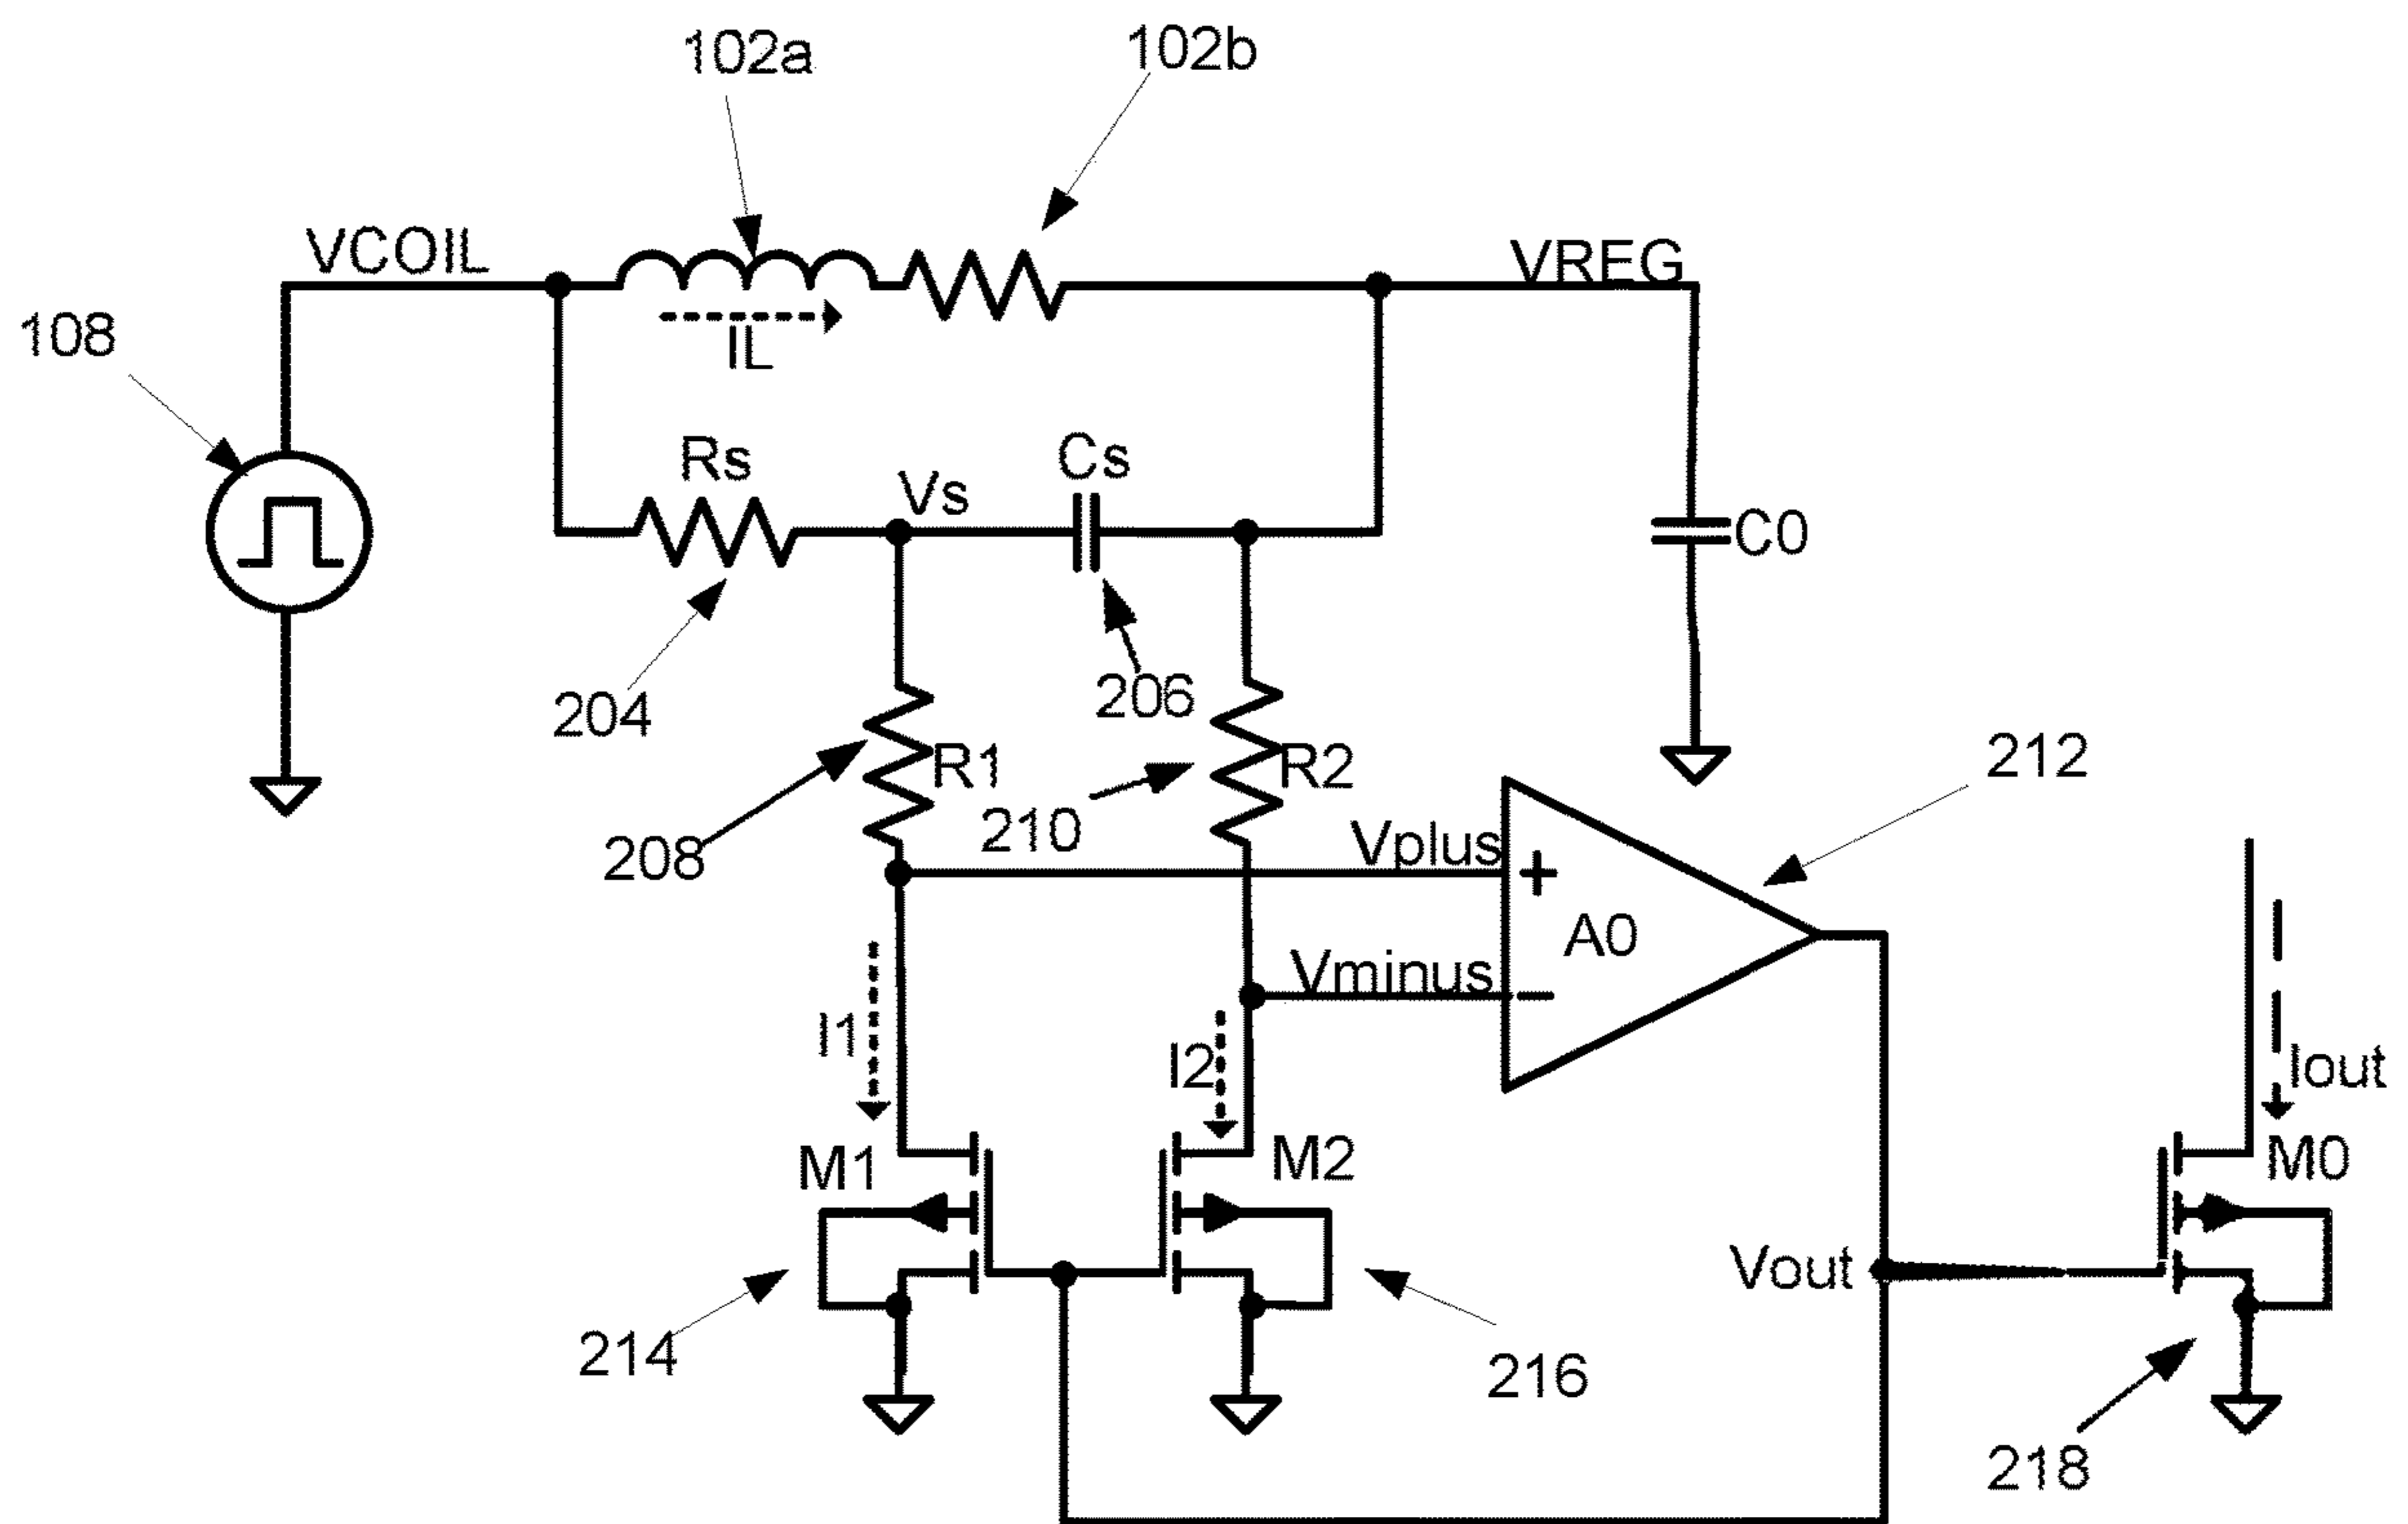 102a
102b
VCOIL
VREG
108
IL
Rs
Vs
Cs
C0
204
206
R1
R2
212
208
210
Vplus
+
A0
Vminus
−
I1
I2
Iout
M1
M2
M0
Vout
214
216
218